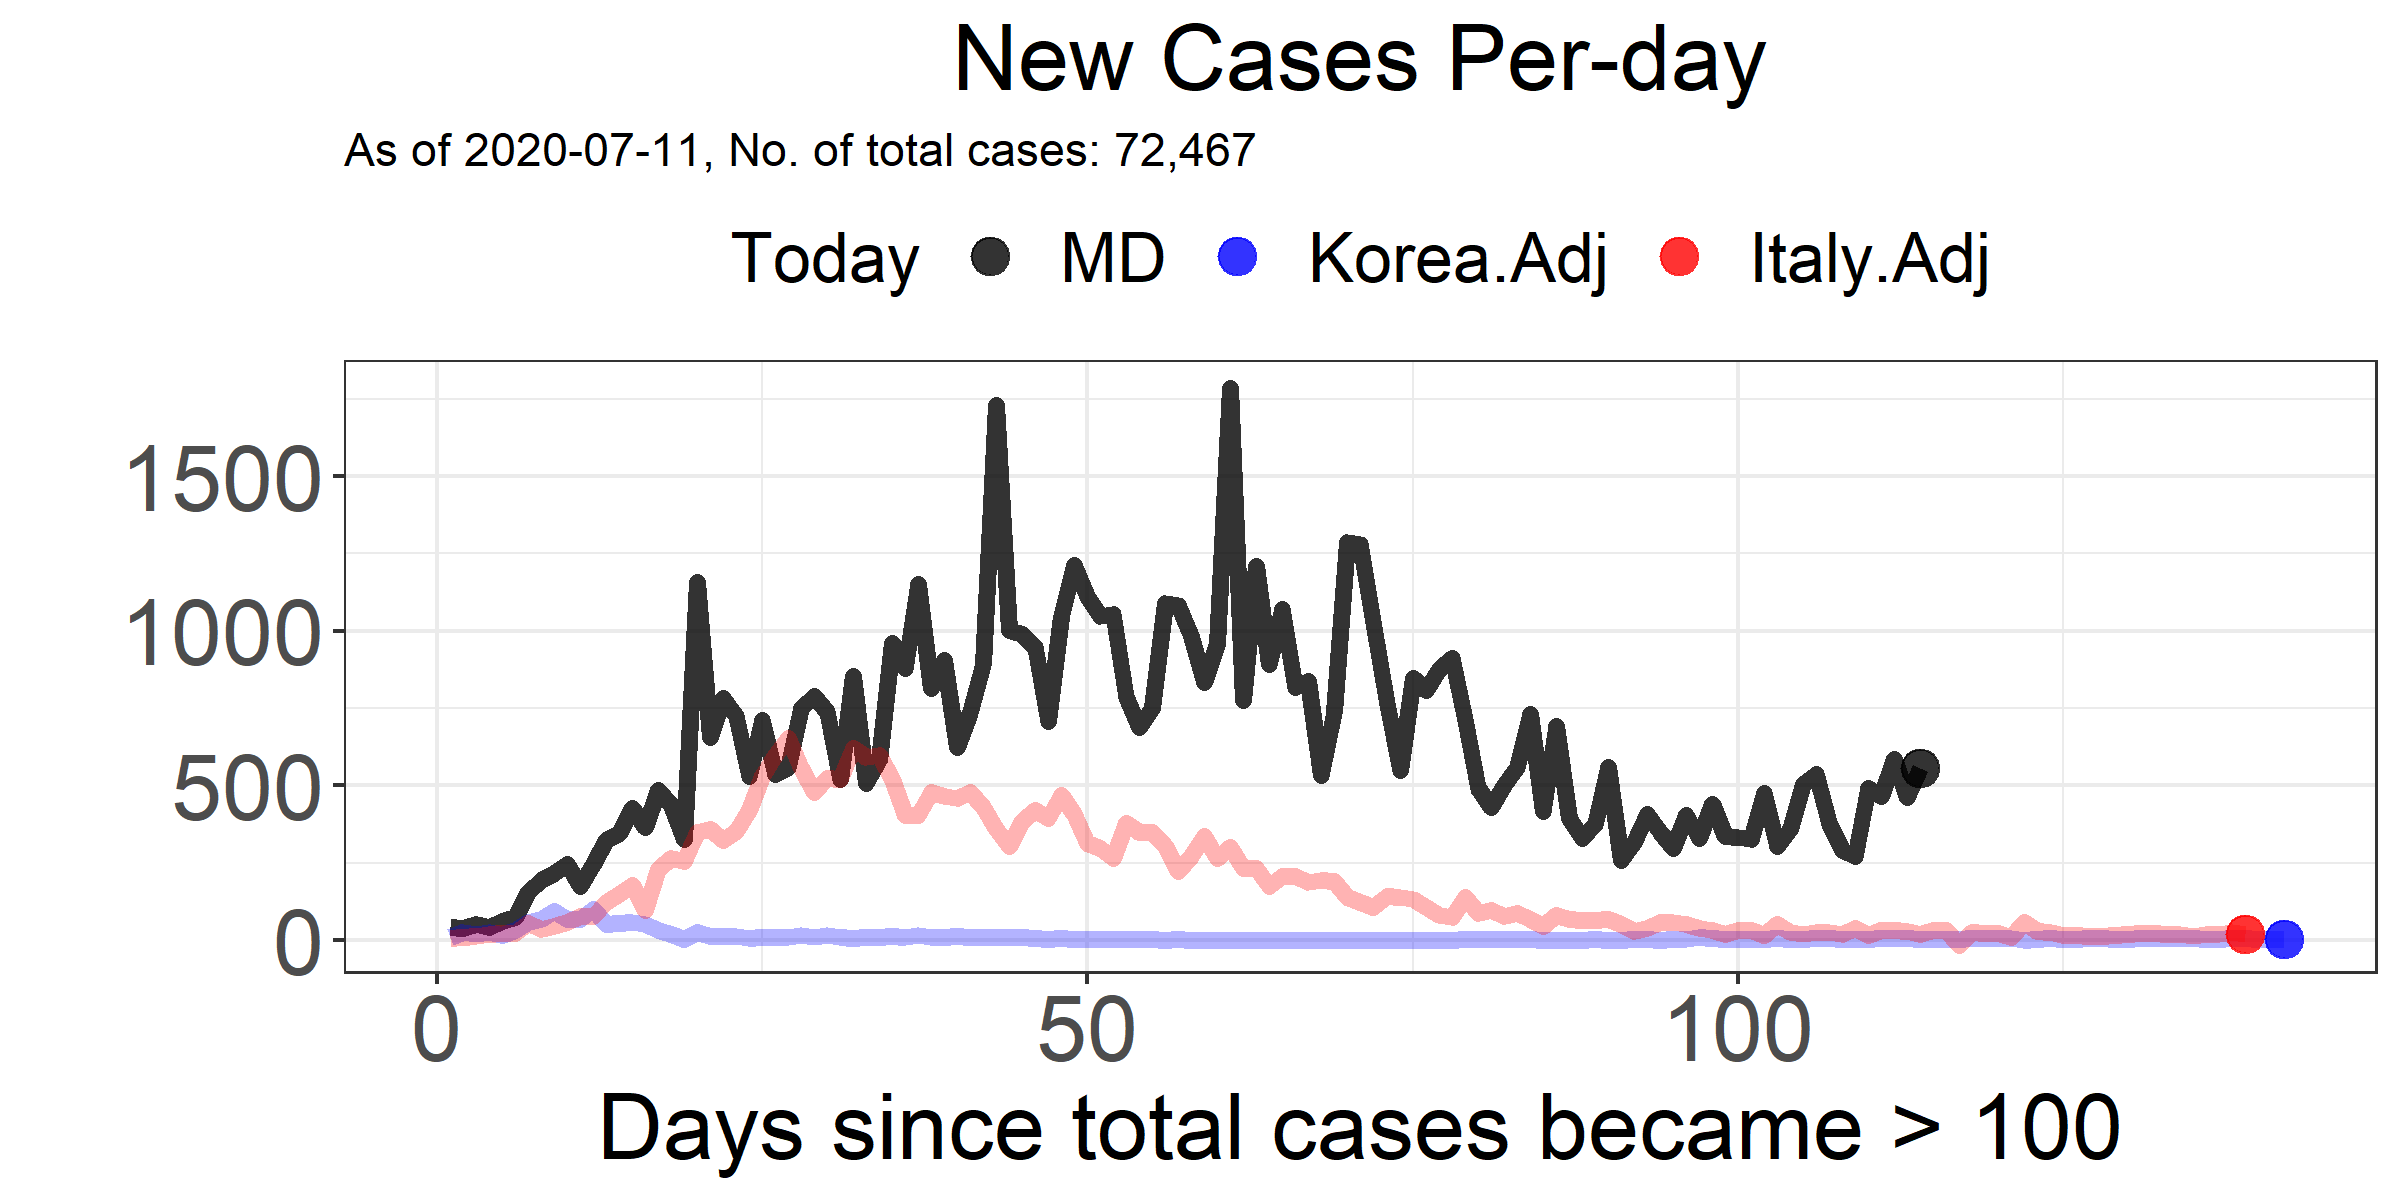 New Cases Per-day
As of 2020-07-11, No. of total cases: 72,467
Today MD Korea.Adj Italy.Adj
1500
1000
500
0
0 50 100
Days since total cases became > 100